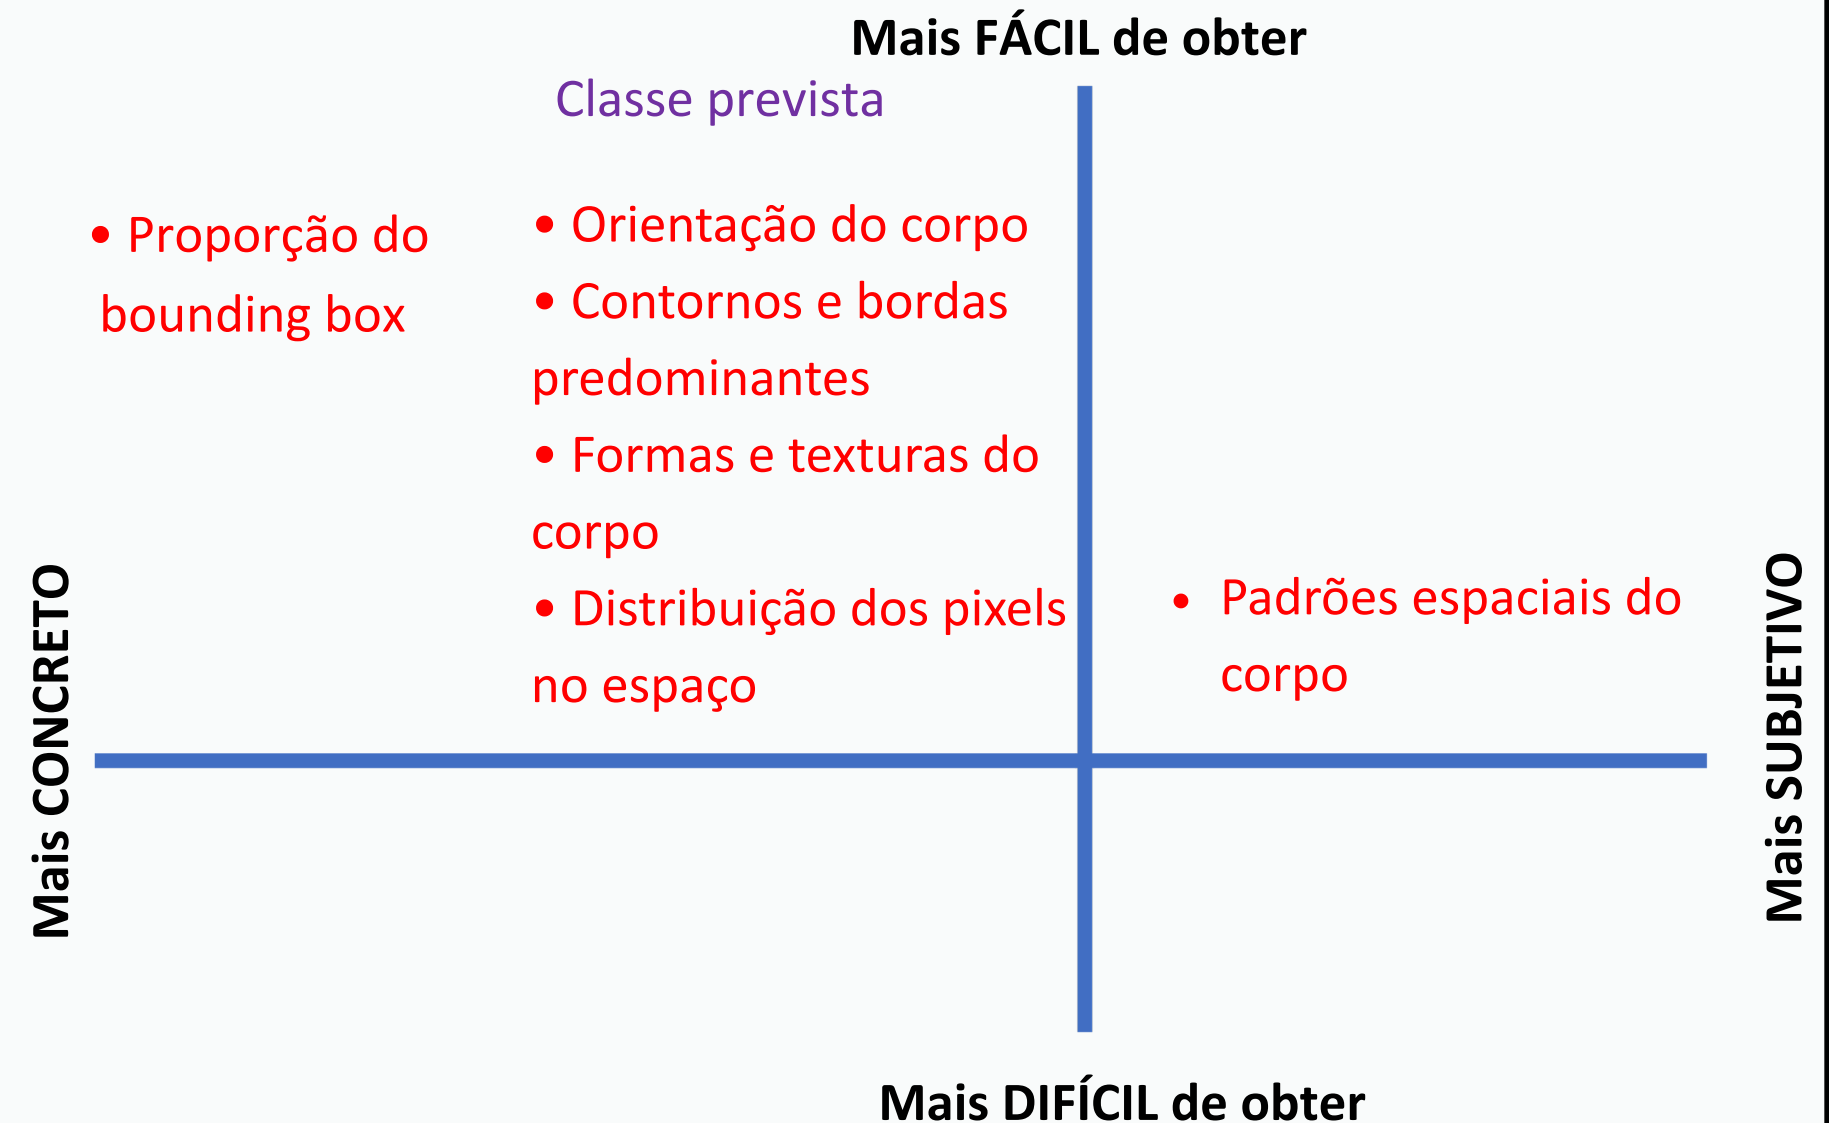 Mais FÁCIL de obter
Classe prevista
• Proporção do
bounding box
• Orientação do corpo
• Contornos e bordas
predominantes
• Formas e texturas do
corpo
• Distribuição dos pixels
no espaço
• Padrões espaciais do
corpo
Mais CONCRETO
Mais SUBJETIVO
Mais DIFÍCIL de obter